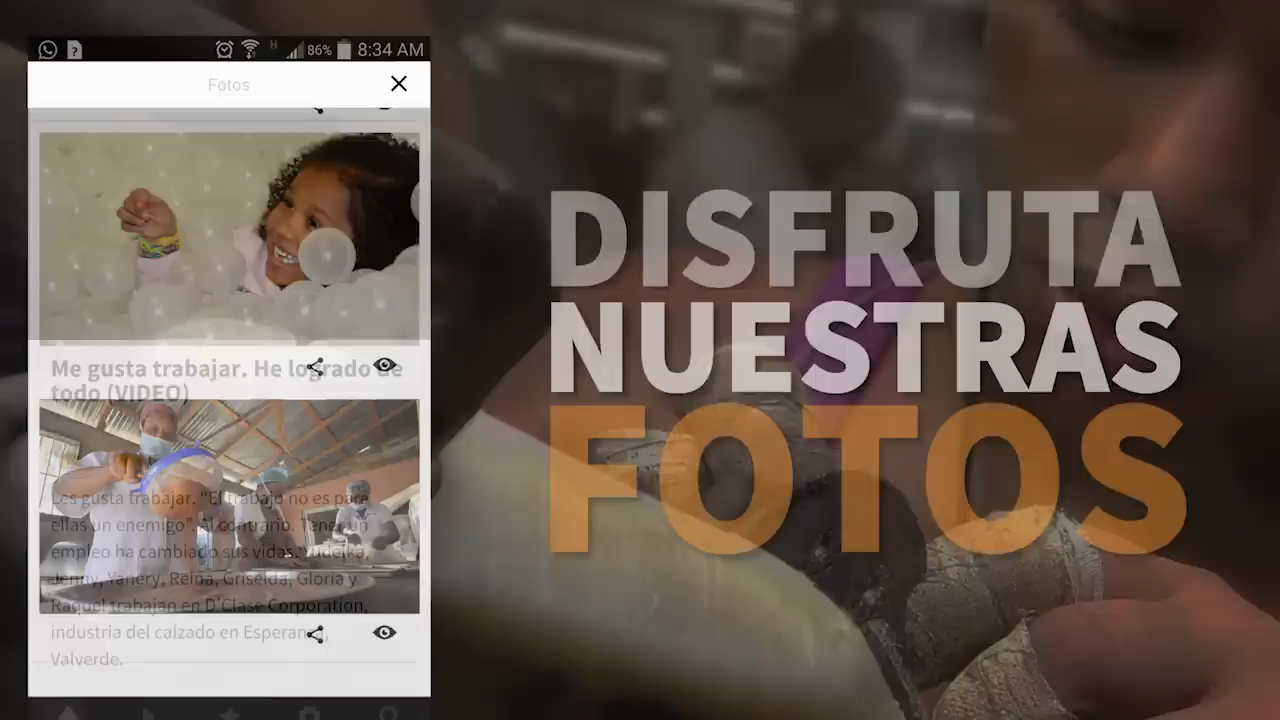 86% 8:34 AM
Fotos
Me gusta trabajar. He logrado de
todo (VIDEO)
Les gusta trabajar. "El trabajo no es para
ellas un enemigo". Al contrario. Tener un
empleo ha cambiado sus vidas. Yudelka,
Jenny, Yanery, Reina, Griselda, Gloria y
Raquel trabajan en D'Clase Corporation,
industria del calzado en Esperanza,
Valverde.
DISFRUTA
NUESTRAS
FOTOS